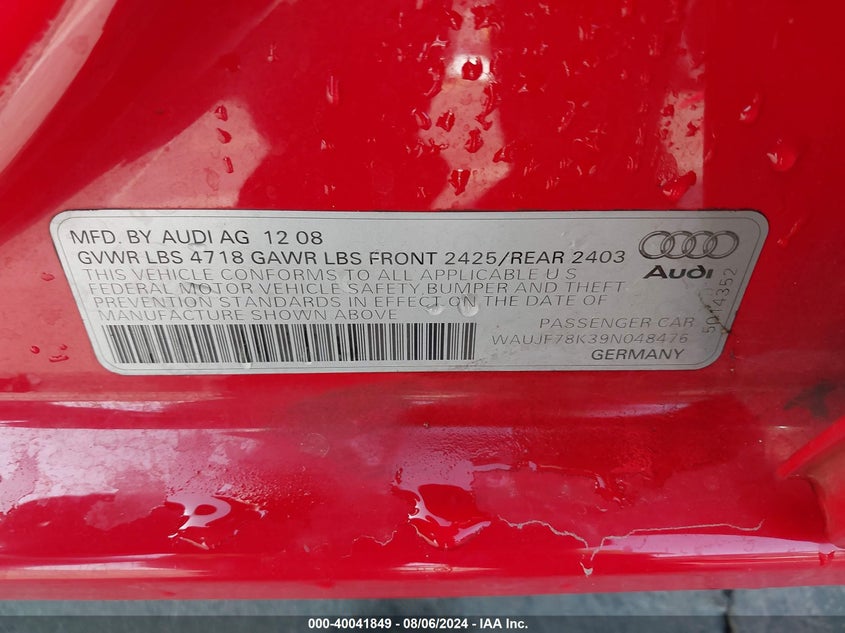 MFD. BY AUDI AG 12 08
GVWR LBS 4718 GAWR LBS FRONT 2425/REAR 2403
THIS VEHICLE CONFORMS TO ALL APPLICABLE U S
FEDERAL MOTOR VEHICLE SAFETY,BUMPER AND THEFT
PREVENTION STANDARDS IN EFFECT ON THE DATE OF
MANUFACTURE SHOWN ABOVE
PASSENGER CAR
WAUJF78K39N048476
GERMANY
Audi
5014352
000-40041849 - 08/06/2024 - IAA Inc.